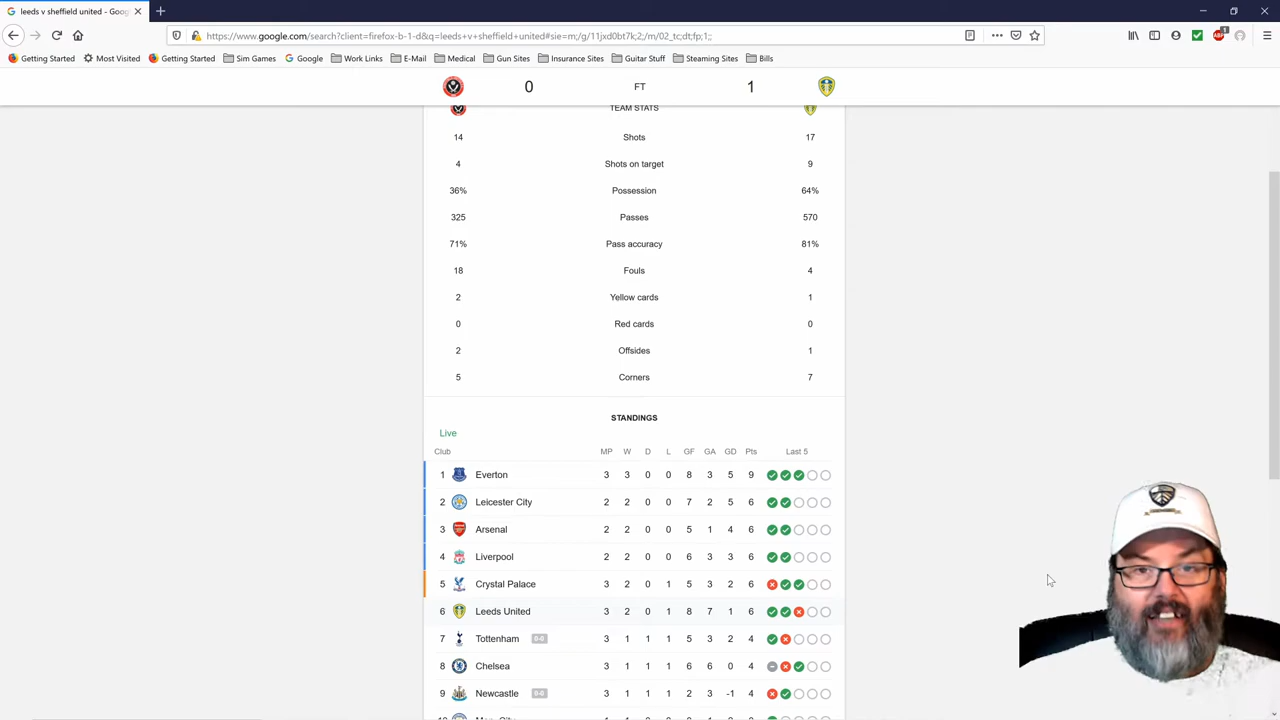 leeds v sheffield united - Goog
https://www.google.com/search?client=firefox-b-1-d&q=leeds+v+sheffield+united#sie=m;/g/11jxd0bt7k;2;/m/02_tc;dt;fp;1;;
Getting Started Most Visited Getting Started Sim Games Google Work Links E-Mail Medical Gun Sites Insurance Sites Guitar Stuff Steaming Sites Bills
0 FT 1
TEAM STATS
14 Shots 17
4 Shots on target 9
36% Possession 64%
325 Passes 570
71% Pass accuracy 81%
18 Fouls 4
2 Yellow cards 1
0 Red cards 0
2 Offsides 1
5 Corners 7
STANDINGS
Live
Club MP W D L GF GA GD Pts Last 5
1 Everton 3 3 0 0 8 3 5 9
2 Leicester City 2 2 0 0 7 2 5 6
3 Arsenal 2 2 0 0 5 1 4 6
4 Liverpool 2 2 0 0 6 3 3 6
5 Crystal Palace 3 2 0 1 5 3 2 6
6 Leeds United 3 2 0 1 8 7 1 6
7 Tottenham 0-0 3 1 1 1 5 3 2 4
8 Chelsea 3 1 1 1 6 6 0 4
9 Newcastle 0-0 3 1 1 1 2 3 -1 4